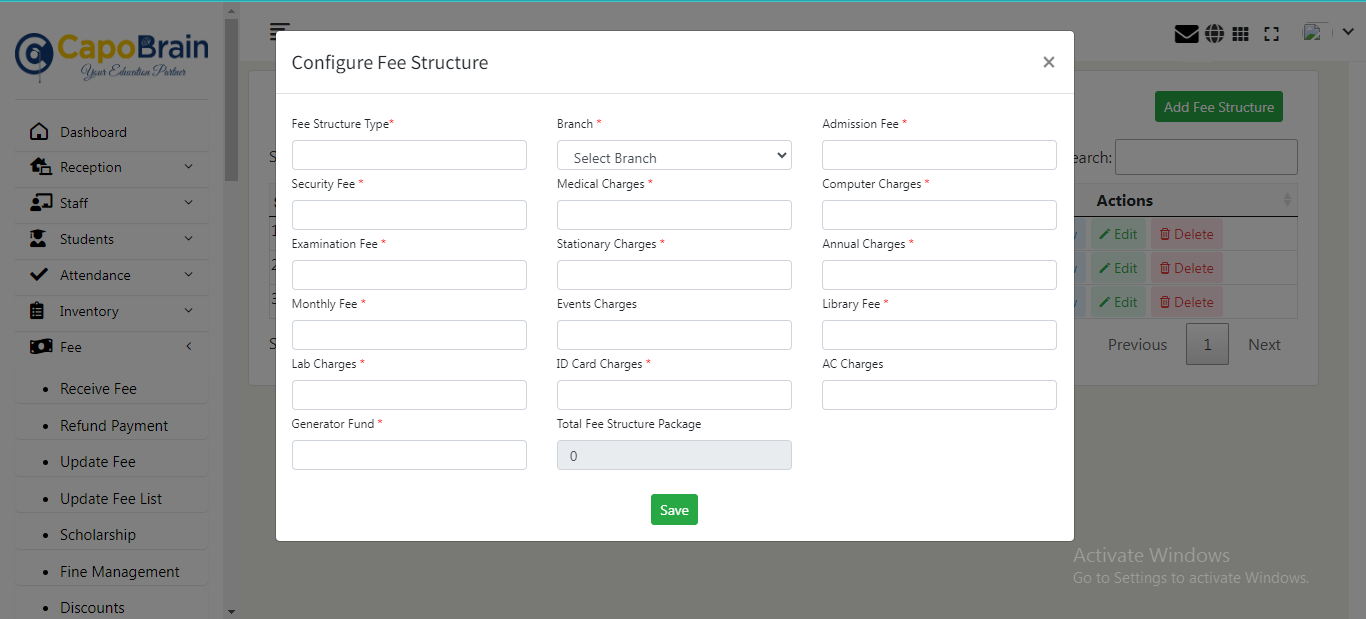 CapoBrain
Your Education Partner
Dashboard
Reception
Staff
Students
Attendance
Inventory
Fee
Receive Fee
Refund Payment
Update Fee
Update Fee List
Scholarship
Fine Management
Discounts
Configure Fee Structure
×
Fee Structure Type* Branch * Admission Fee *
Select Branch
Security Fee * Medical Charges * Computer Charges *
Examination Fee * Stationary Charges * Annual Charges *
Monthly Fee * Events Charges Library Fee *
Lab Charges * ID Card Charges * AC Charges
Generator Fund * Total Fee Structure Package
0
Save
Add Fee Structure
earch:
Actions
Edit Delete
Edit Delete
Edit Delete
Previous 1 Next
Activate Windows
Go to Settings to activate Windows.